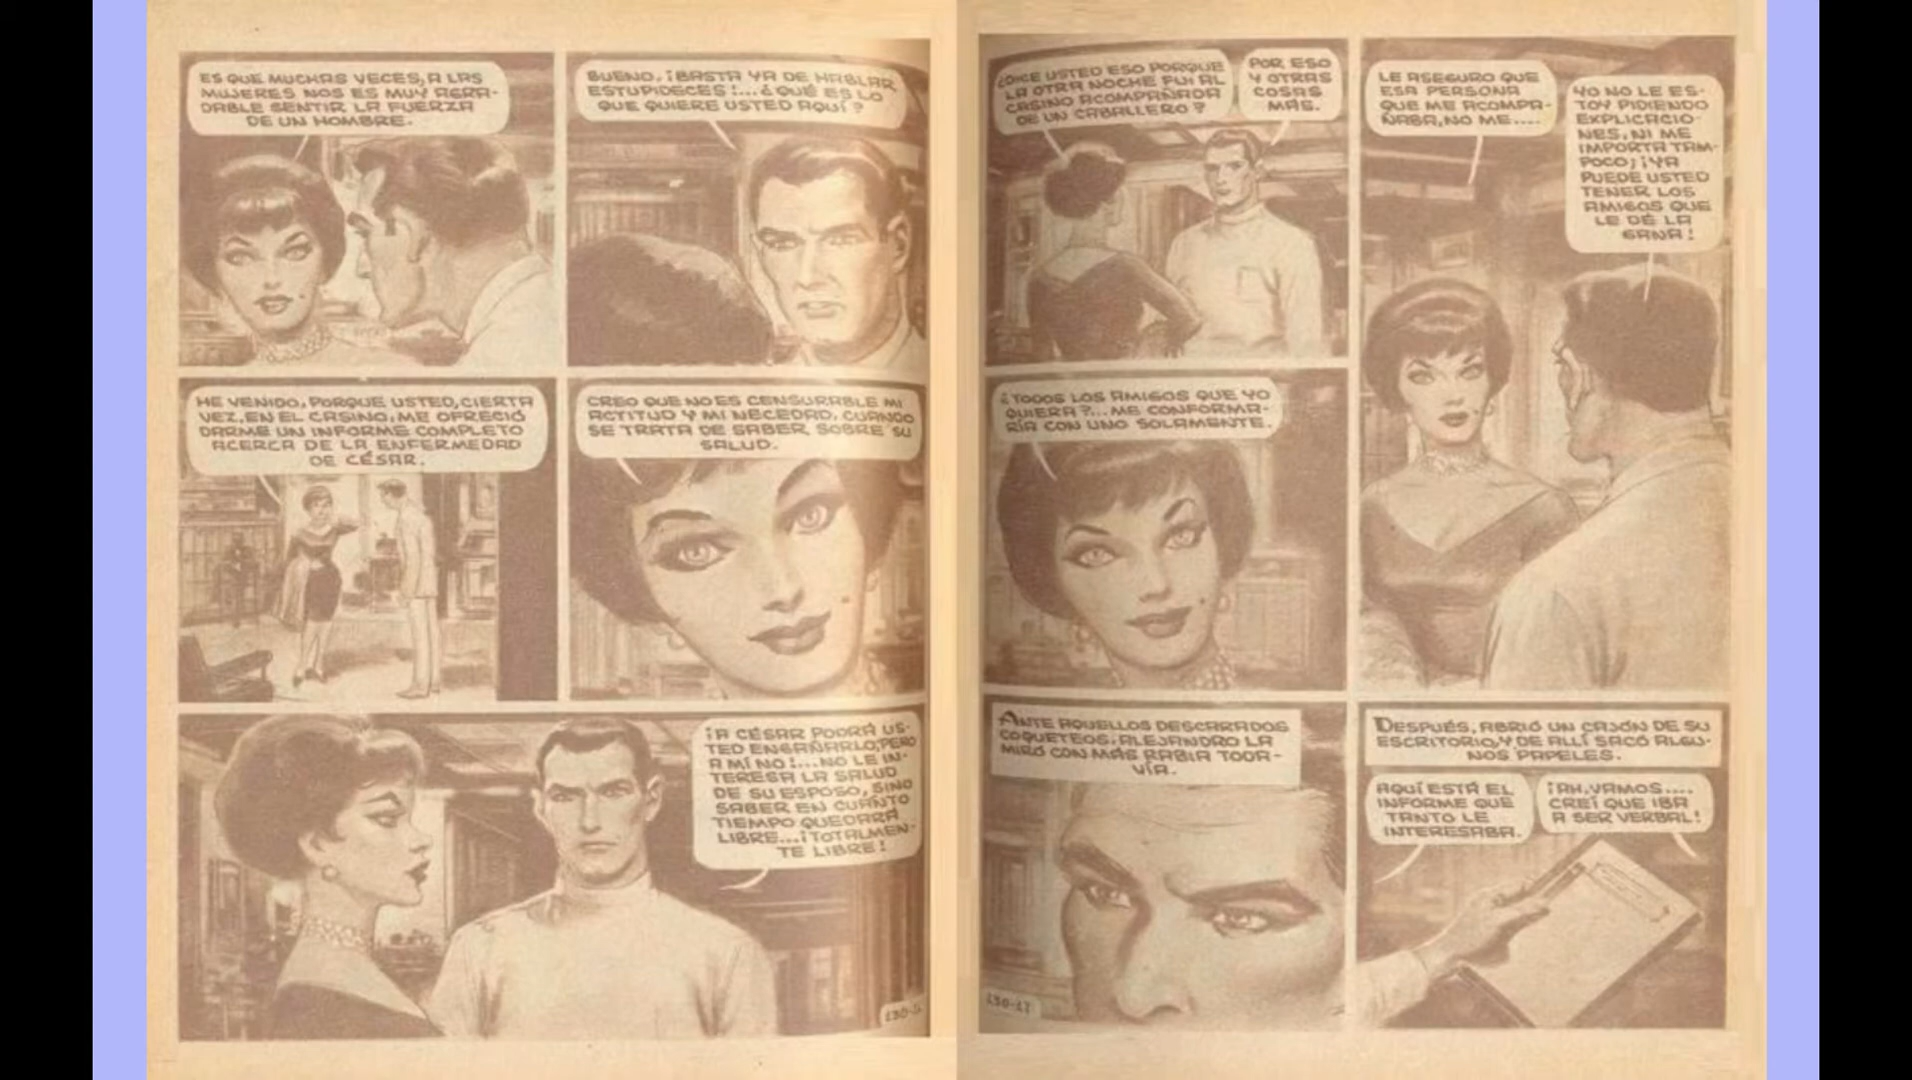 ES QUE MUCHAS VECES, A LAS
MUJERES NOS ES MUY AGRA-
DABLE SENTIR LA FUERZA
DE UN HOMBRE.
BUENO, ¡BASTA YA DE HABLAR
ESTUPIDECES!...¿QUÉ ES LO
QUE QUIERE USTED AQUÍ?
HE VENIDO, PORQUE USTED, CIERTA
VEZ, EN EL CASINO, ME OFRECIÓ
DARME UN INFORME COMPLETO
ACERCA DE LA ENFERMEDAD
DE CÉSAR.
CREO QUE NO ES CENSURABLE MI
ACTITUD Y MI NECEDAD, CUANDO
SE TRATA DE SABER SOBRE SU
SALUD.
¡A CÉSAR PODRÁ US-
TED ENGAÑARLO, PERO
A MÍ NO!...NO LE IN-
TERESA LA SALUD
DE SU ESPOSO, SINO
SABER EN CUÁNTO
TIEMPO QUEDARÁ
LIBRE...¡TOTALMEN-
TE LIBRE!
¿DICE USTED ESO PORQUE
LA OTRA NOCHE FUI AL
CASINO ACOMPAÑADA
DE UN CABALLERO?
POR ESO
Y OTRAS
COSAS
MÁS.
LE ASEGURO QUE
ESA PERSONA
QUE ME ACOMPA-
ÑABA, NO ME....
YO NO LE ES-
TOY PIDIENDO
EXPLICACIO-
NES, NI ME
IMPORTA TAM-
POCO; ¡YA
PUEDE USTED
TENER LOS
AMIGOS QUE
LE DÉ LA
GANA!
¿TODOS LOS AMIGOS QUE YO
QUIERA?...ME CONFORMA-
RÍA CON UNO SOLAMENTE.
ANTE AQUELLOS DESCARADOS
COQUETEOS, ALEJANDRO LA
MIRÓ CON MÁS RABIA TODA-
VÍA.
DESPUÉS, ABRIÓ UN CAJÓN DE SU
ESCRITORIO, Y DE ALLÍ SACÓ ALGU-
NOS PAPELES.
AQUÍ ESTÁ EL
INFORME QUE
TANTO LE
INTERESABA.
¡AH, VAMOS....
CREÍ QUE IBA
A SER VERBAL!